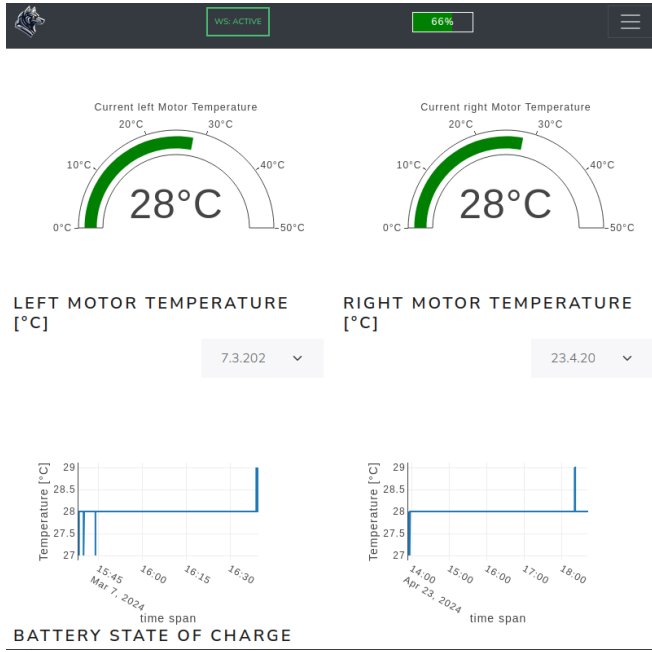 WS: ACTIVE
66%
Current left Motor Temperature
0°C
10°C
20°C
30°C
40°C
50°C
28°C
Current right Motor Temperature
0°C
10°C
20°C
30°C
40°C
50°C
28°C
LEFT MOTOR TEMPERATURE
[°C]
7.3.202
RIGHT MOTOR TEMPERATURE
[°C]
23.4.20
Temperature [°C]
29
28.5
28
27.5
27
15:45
Mar 7, 2024
16:00
16:15
16:30
time span
Temperature [°C]
29
28.5
28
27.5
27
14:00
Apr 23, 2024
15:00
16:00
17:00
18:00
time span
BATTERY STATE OF CHARGE